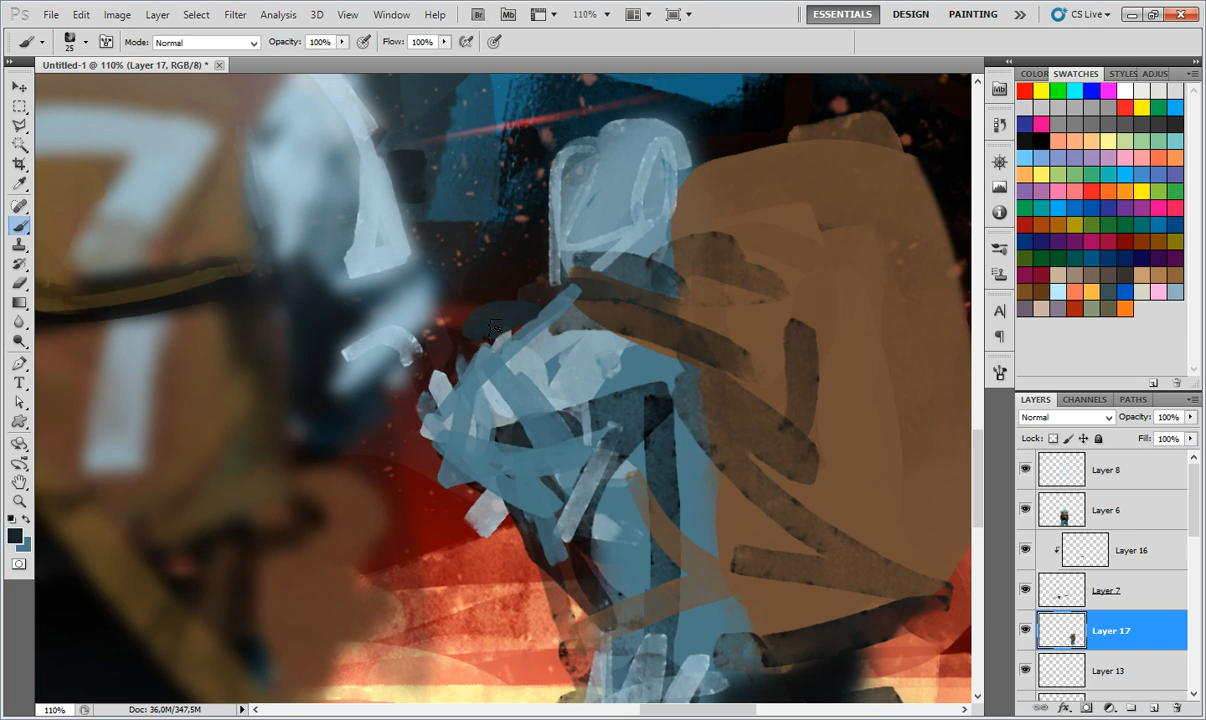 Ps File Edit Image Layer Select Filter Analysis 3D View Window Help Br Mb 110% ESSENTIALS DESIGN PAINTING CS Live
25 Mode: Normal Opacity: 100% Flow: 100%
Untitled-1 @ 110% (Layer 17, RGB/8) *
COLOR SWATCHES STYLES ADJUS
Mb
7
7
LAYERS CHANNELS PATHS
Normal Opacity: 100%
Lock: Fill: 100%
Layer 8
Layer 6
Layer 16
Layer 7
Layer 17
Layer 13
110% Doc: 36,0M/347,5M